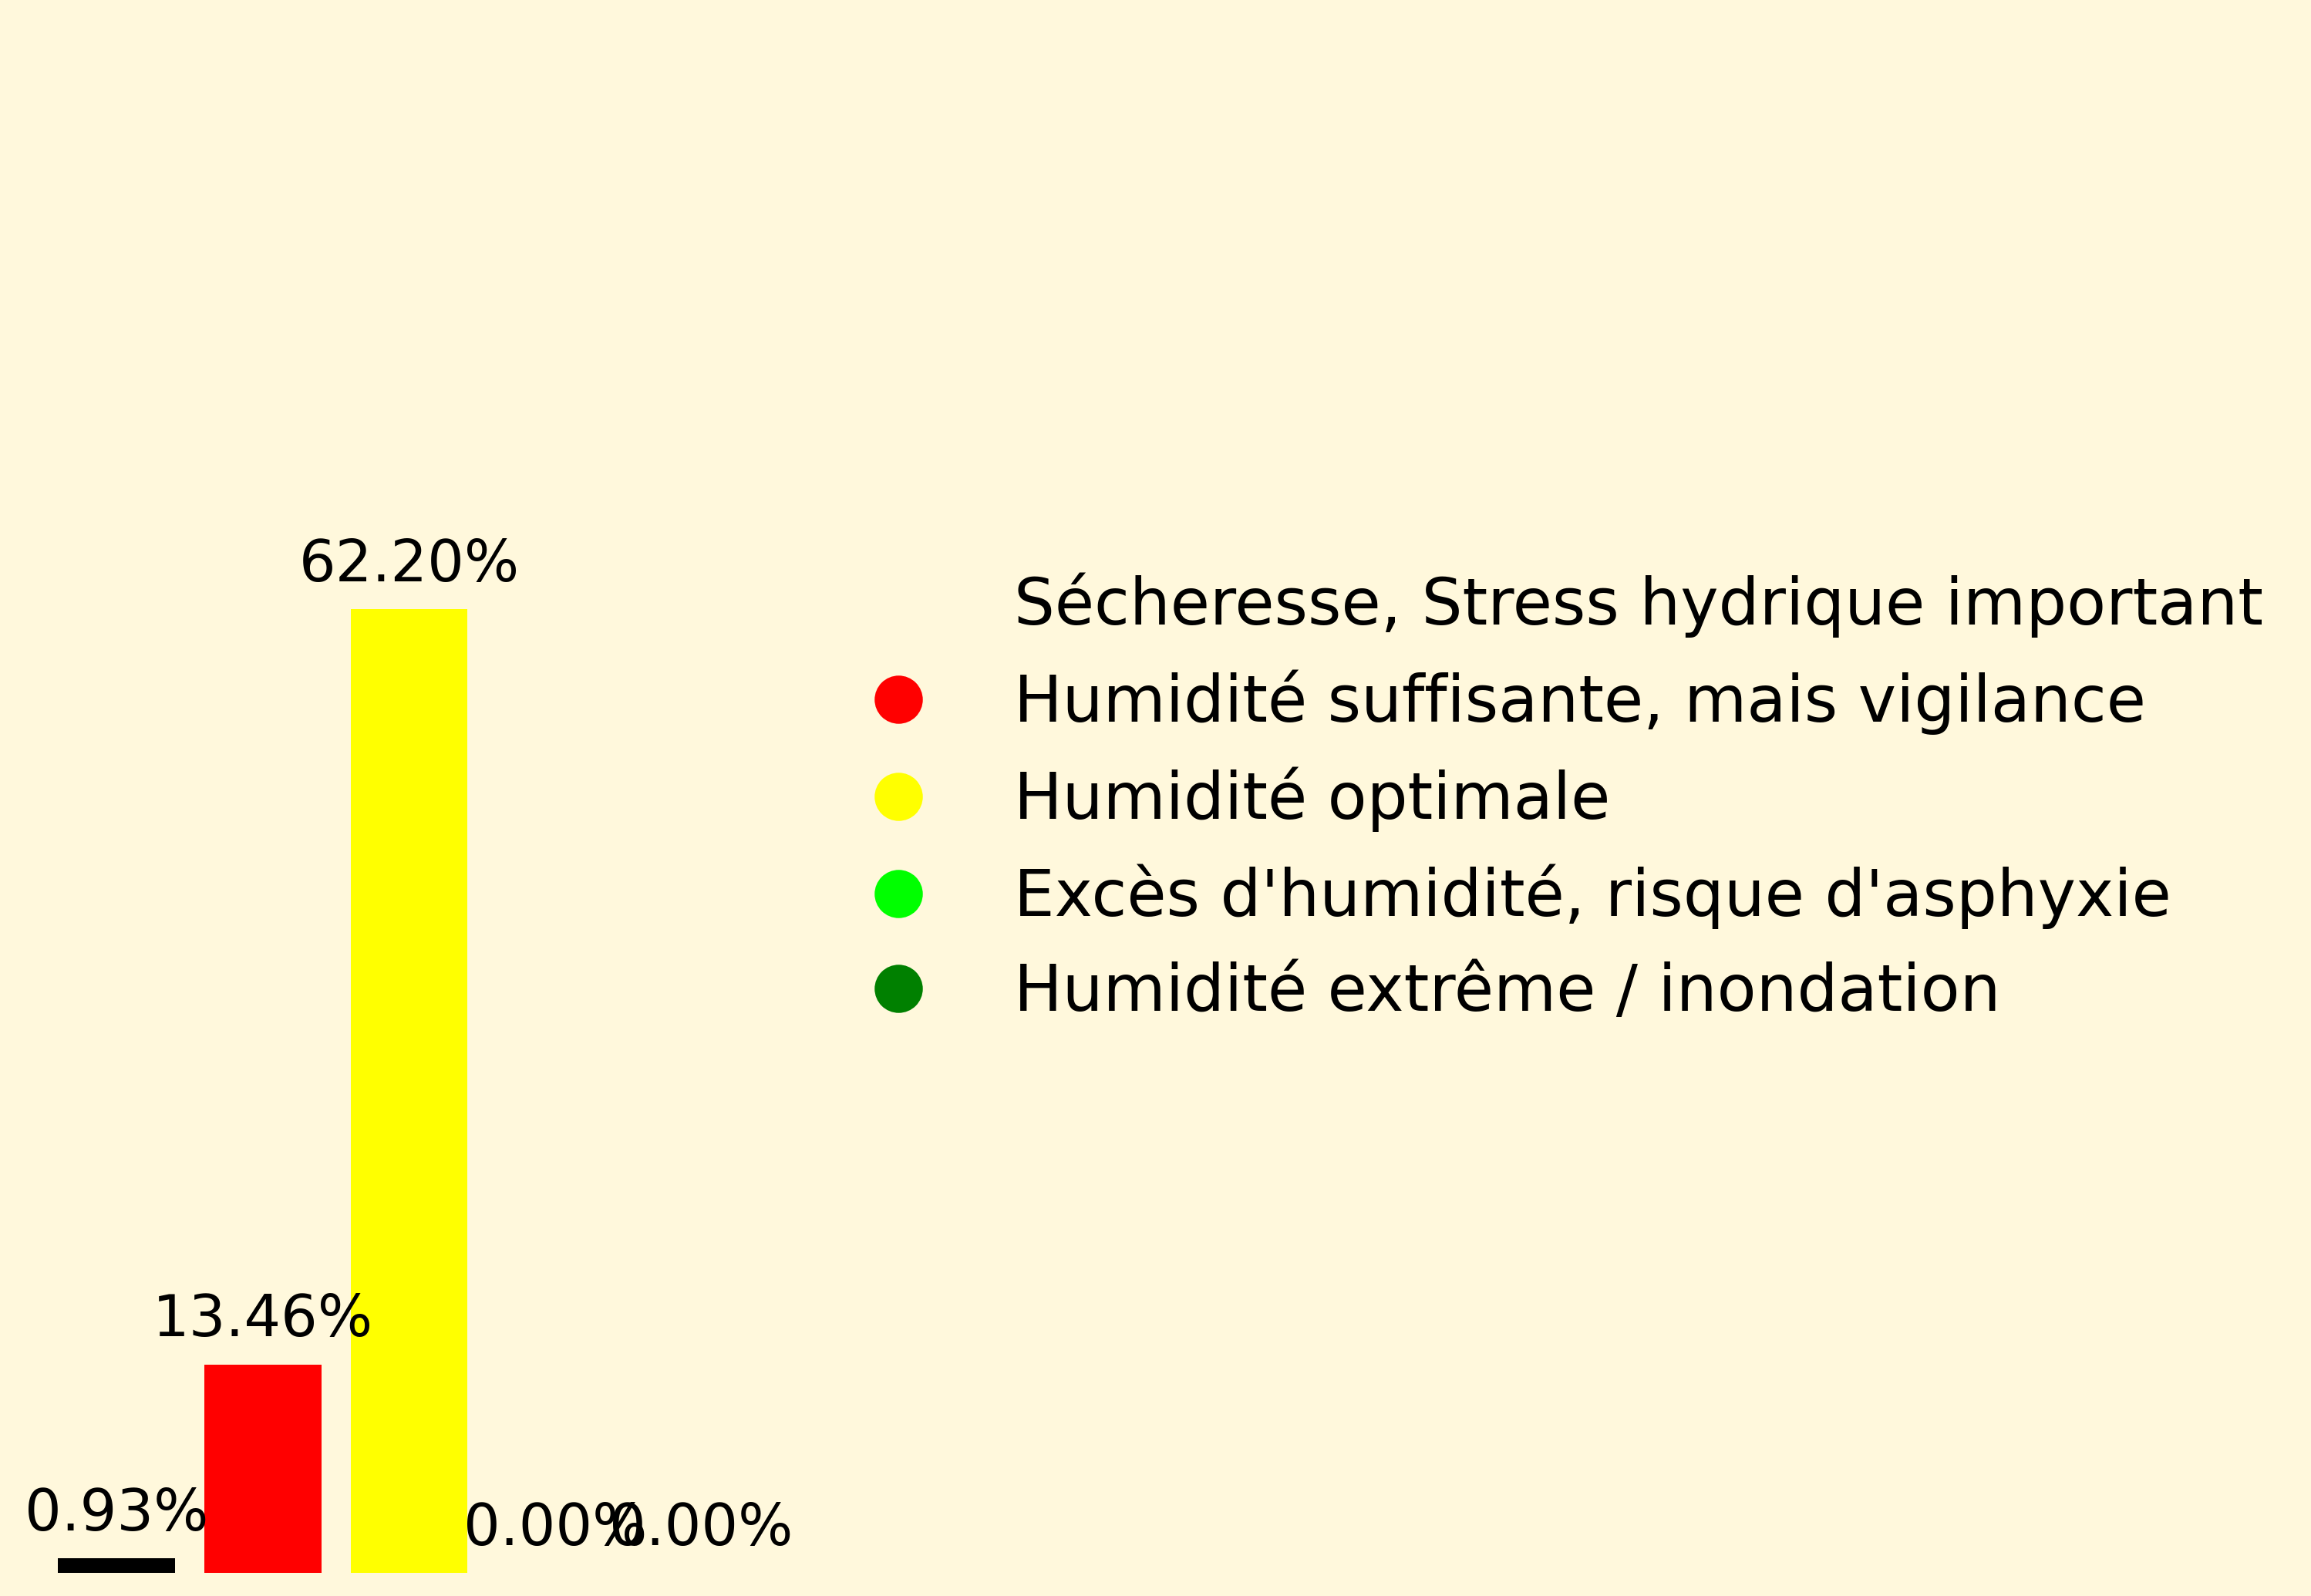 62.20%
13.46%
0.93%
0.00%
0.00%
Sécheresse, Stress hydrique important
Humidité suffisante, mais vigilance
Humidité optimale
Excès d'humidité, risque d'asphyxie
Humidité extrême / inondation